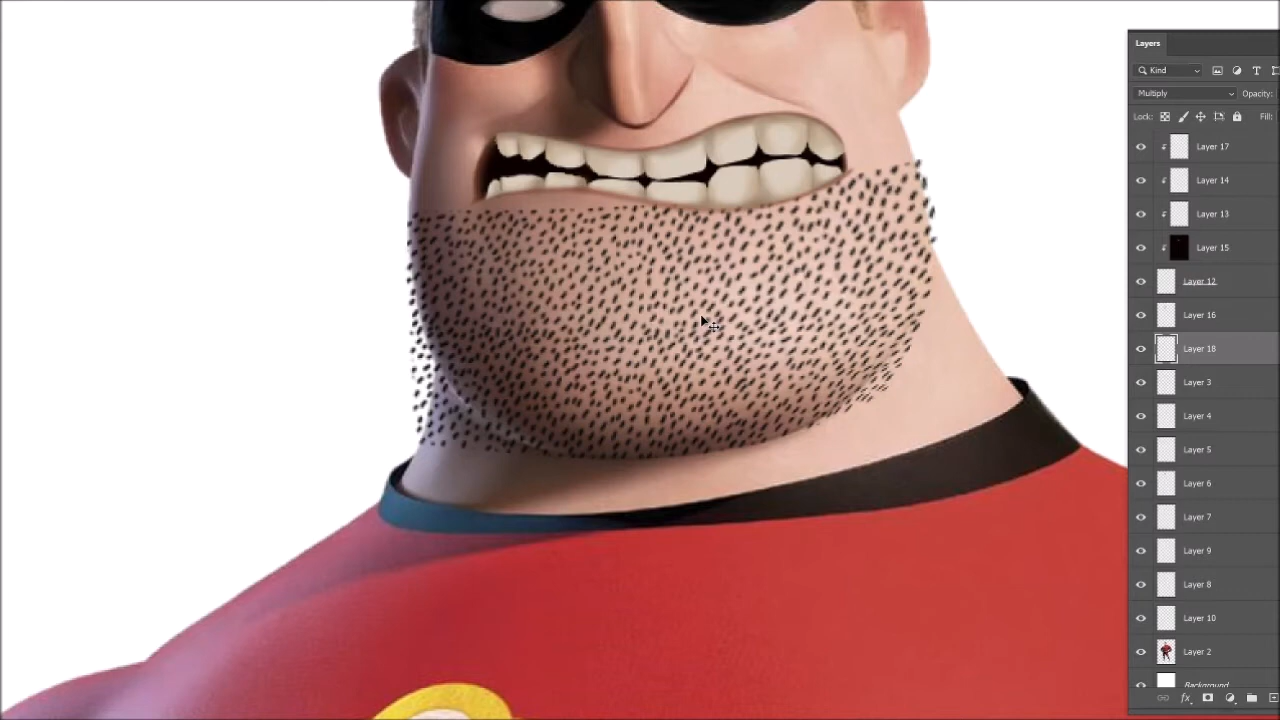 Layers
Kind
Multiply Opacity:
Lock: Fill:
Layer 17
Layer 14
Layer 13
Layer 15
Layer 12
Layer 16
Layer 18
Layer 3
Layer 4
Layer 5
Layer 6
Layer 7
Layer 9
Layer 8
Layer 10
Layer 2
Background
fx